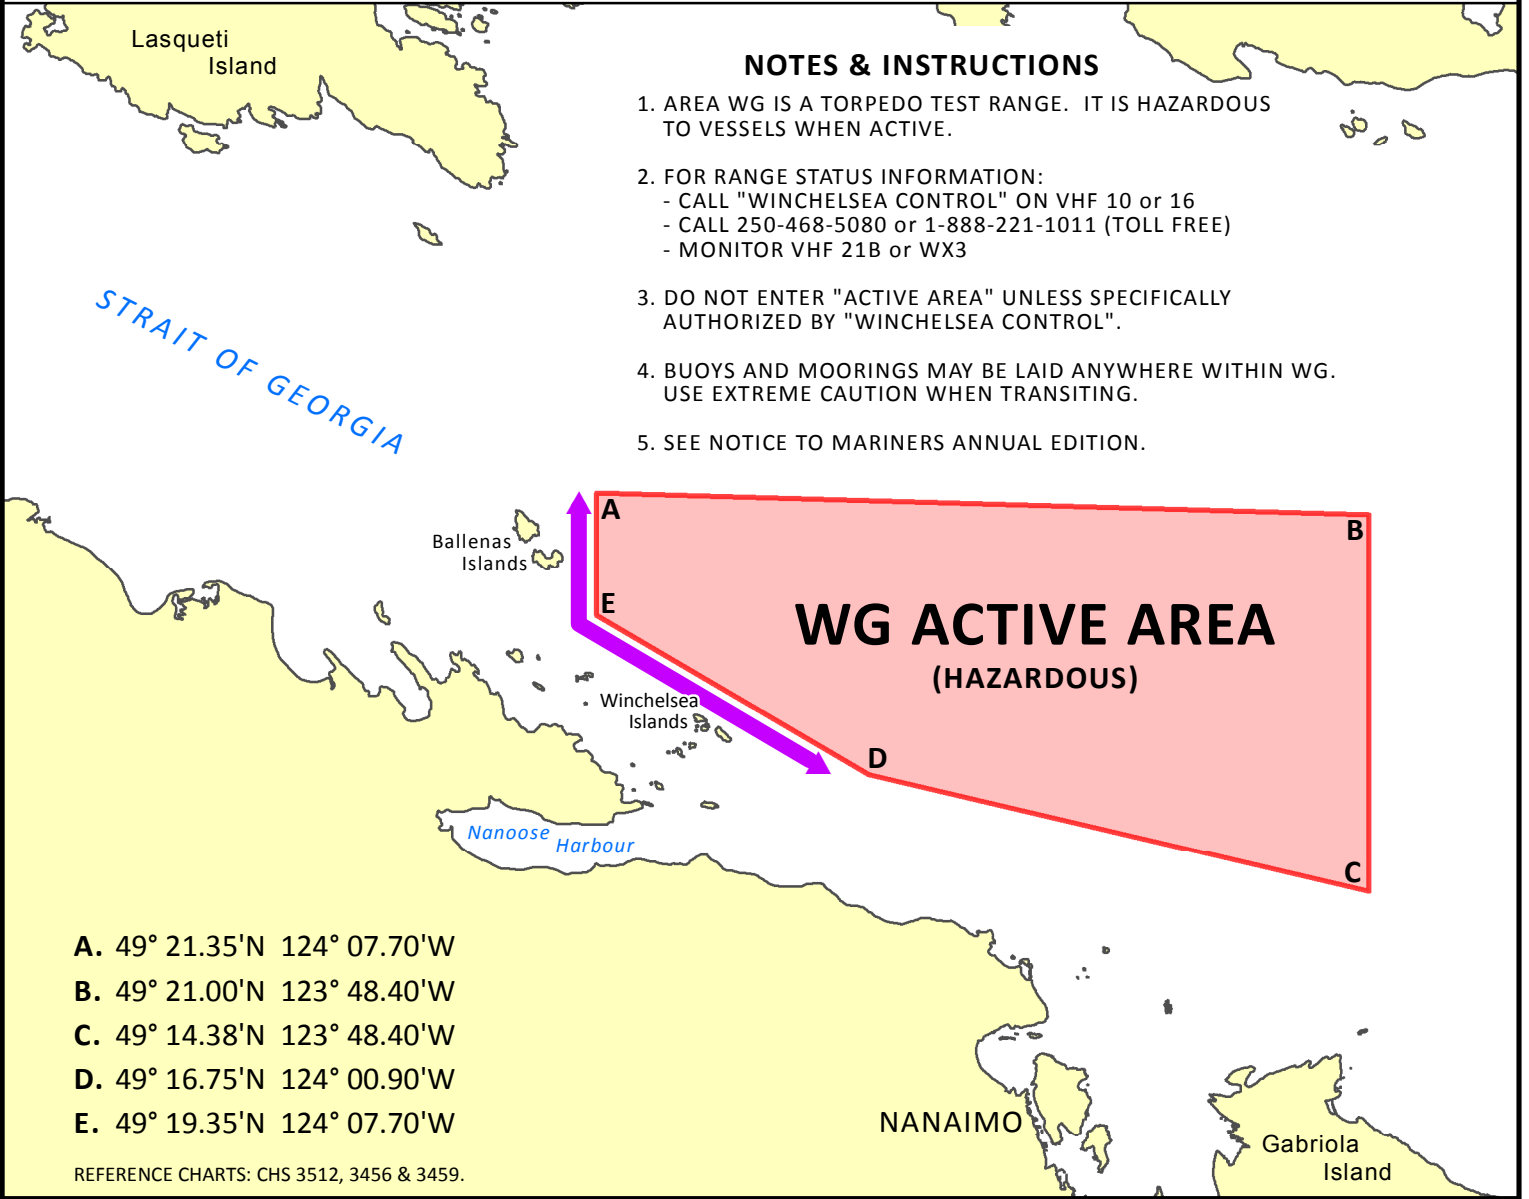 Lasqueti
Island
NOTES & INSTRUCTIONS
1. AREA WG IS A TORPEDO TEST RANGE. IT IS HAZARDOUS
TO VESSELS WHEN ACTIVE.
2. FOR RANGE STATUS INFORMATION:
- CALL "WINCHELSEA CONTROL" ON VHF 10 or 16
- CALL 250-468-5080 or 1-888-221-1011 (TOLL FREE)
- MONITOR VHF 21B or WX3
3. DO NOT ENTER "ACTIVE AREA" UNLESS SPECIFICALLY
AUTHORIZED BY "WINCHELSEA CONTROL".
4. BUOYS AND MOORINGS MAY BE LAID ANYWHERE WITHIN WG.
USE EXTREME CAUTION WHEN TRANSITING.
5. SEE NOTICE TO MARINERS ANNUAL EDITION.
STRAIT OF GEORGIA
A
B
Ballenas
Islands
E
WG ACTIVE AREA
(HAZARDOUS)
Winchelsea
Islands
D
C
Nanoose Harbour
A. 49° 21.35'N 124° 07.70'W
B. 49° 21.00'N 123° 48.40'W
C. 49° 14.38'N 123° 48.40'W
D. 49° 16.75'N 124° 00.90'W
E. 49° 19.35'N 124° 07.70'W
REFERENCE CHARTS: CHS 3512, 3456 & 3459.
NANAIMO
Gabriola
Island